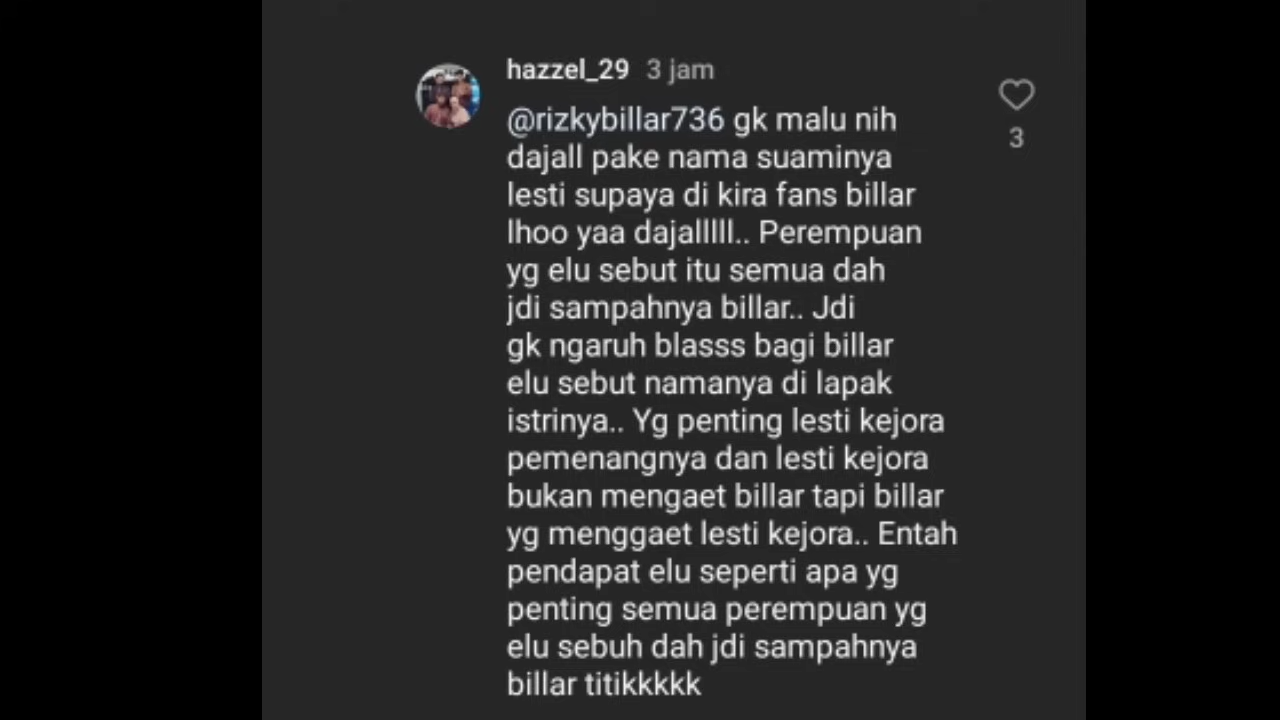 hazzel_29 3 jam
@rizkybillar736 gk malu nih
dajall pake nama suaminya
lesti supaya di kira fans billar
lhoo yaa dajalllll.. Perempuan
yg elu sebut itu semua dah
jdi sampahnya billar.. Jdi
gk ngaruh blasss bagi billar
elu sebut namanya di lapak
istrinya.. Yg penting lesti kejora
pemenangnya dan lesti kejora
bukan mengaet billar tapi billar
yg menggaet lesti kejora.. Entah
pendapat elu seperti apa yg
penting semua perempuan yg
elu sebuh dah jdi sampahnya
billar titikkkkk
3